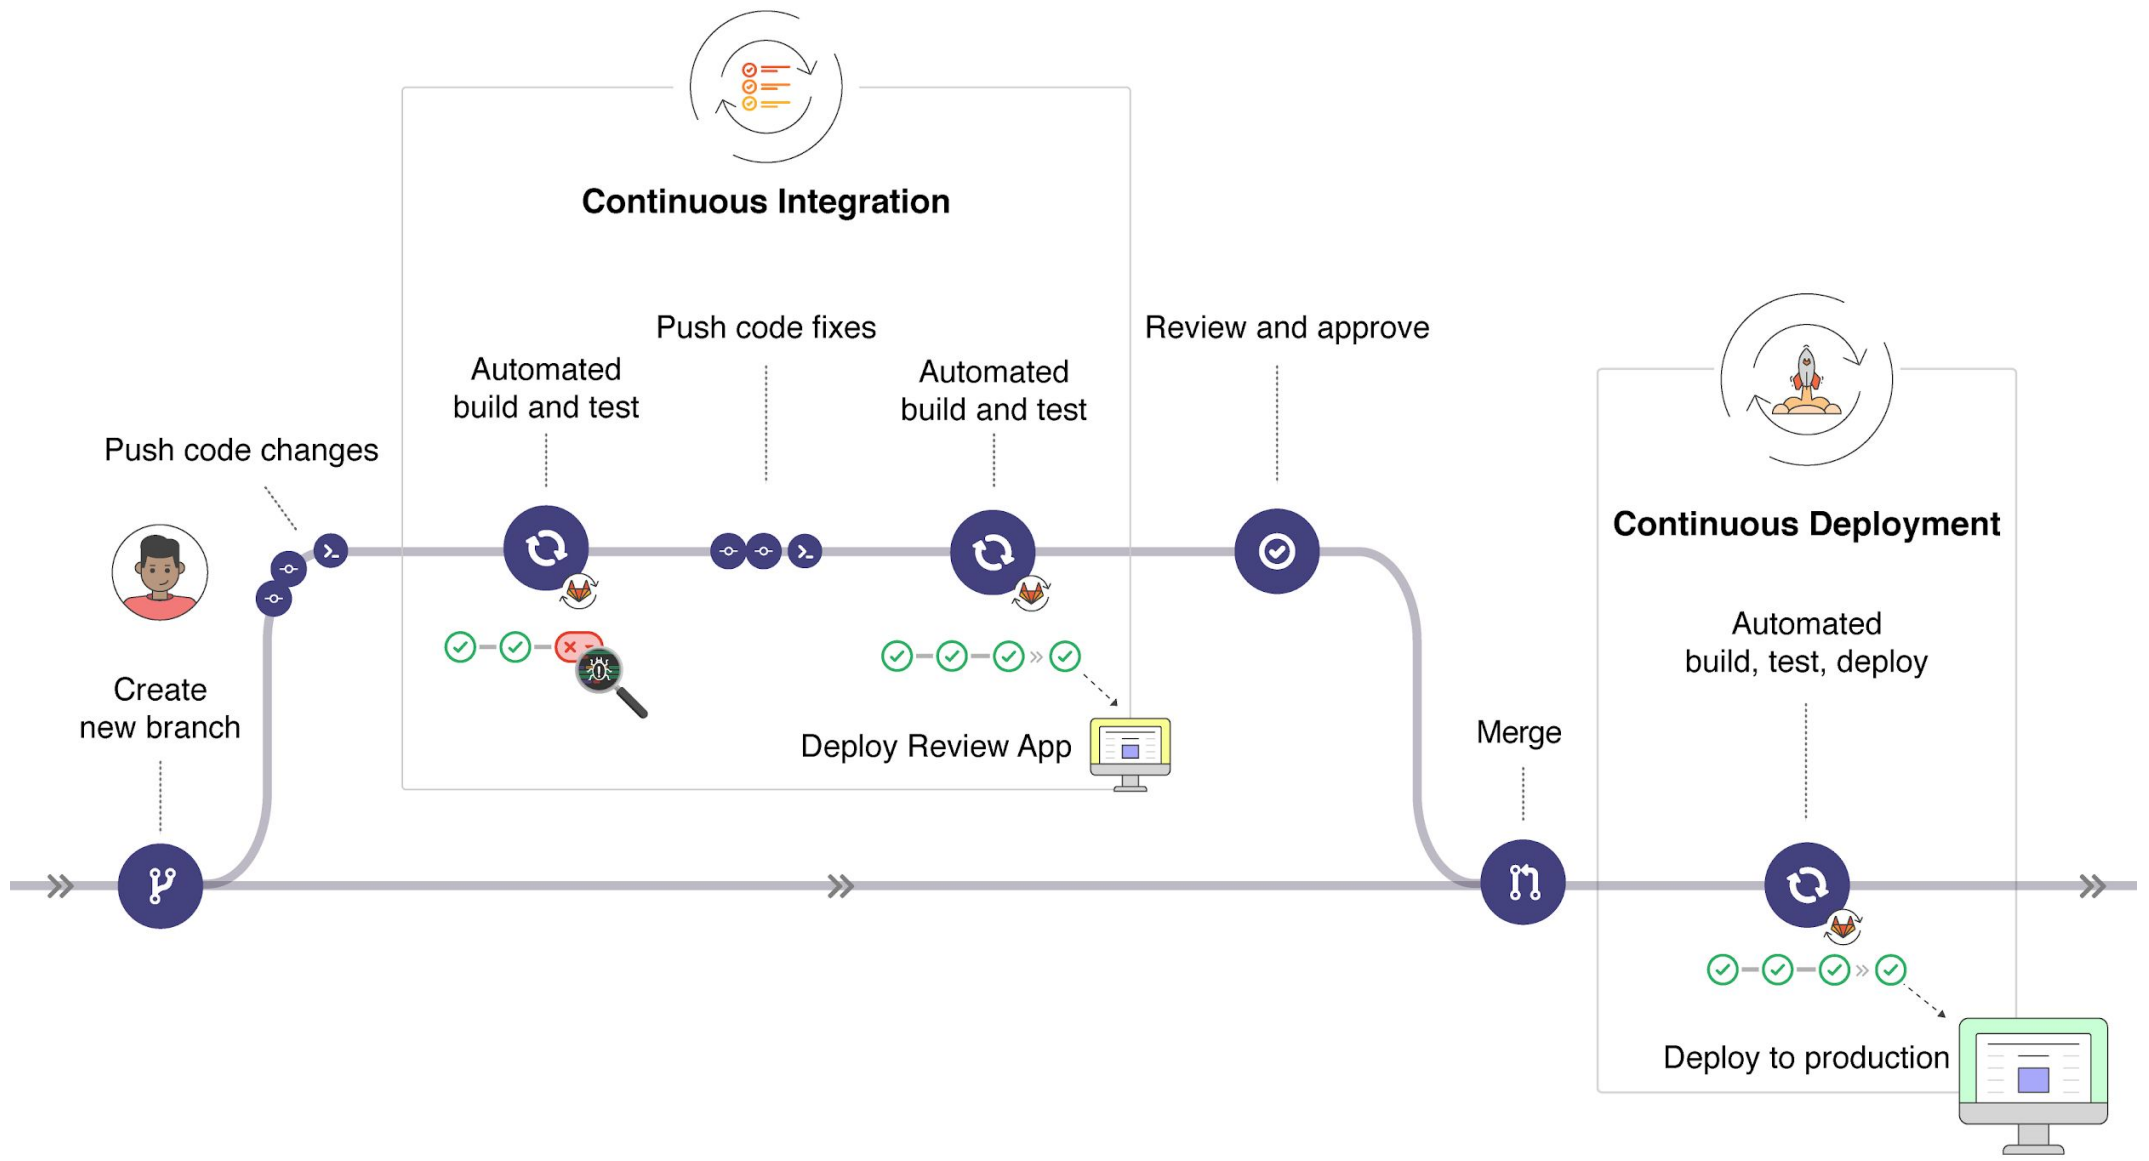 Continuous Integration
Push code fixes
Review and approve
Automated
build and test
Automated
build and test
Push code changes
Continuous Deployment
Automated
build, test, deploy
Create
new branch
Merge
Deploy Review App
Deploy to production